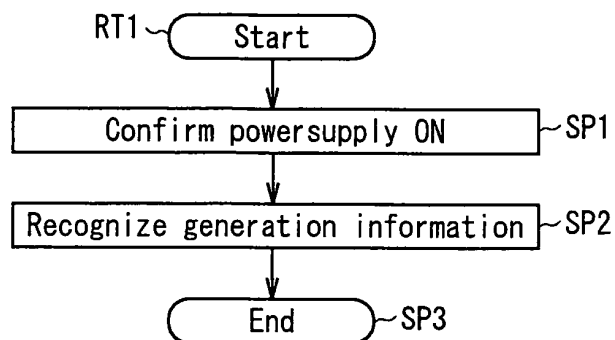 RT1 Start
Confirm powersupply ON SP1
Recognize generation information SP2
End SP3